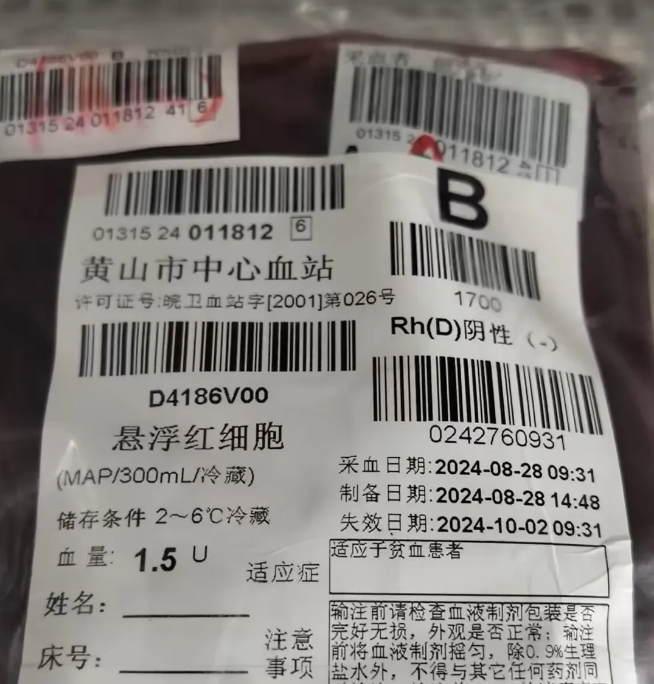 D4186V00 B
01315 24 011812 41 6
采血者
01315 2 011812
B
01315 24 011812 6
黄山市中心血站
1700
许可证号:皖卫血站字[2001]第026号
Rh(D)阴性 (-)
D4186V00
0242760931
悬浮红细胞
(MAP/300mL/冷藏)
采血日期:2024-08-28 09:31
制备日期:2024-08-28 14:48
储存条件 2~6℃冷藏
失效日期:2024-10-02 09:31
血 量: 1.5 U
适应症
适应于贫血患者
姓名:
床号:
注意
事项
输注前请检查血液制剂包装是否
完好无损，外观是否正常；输注
前将血液制剂摇匀，除0.9%生理
盐水外，不得与其它任何药剂同